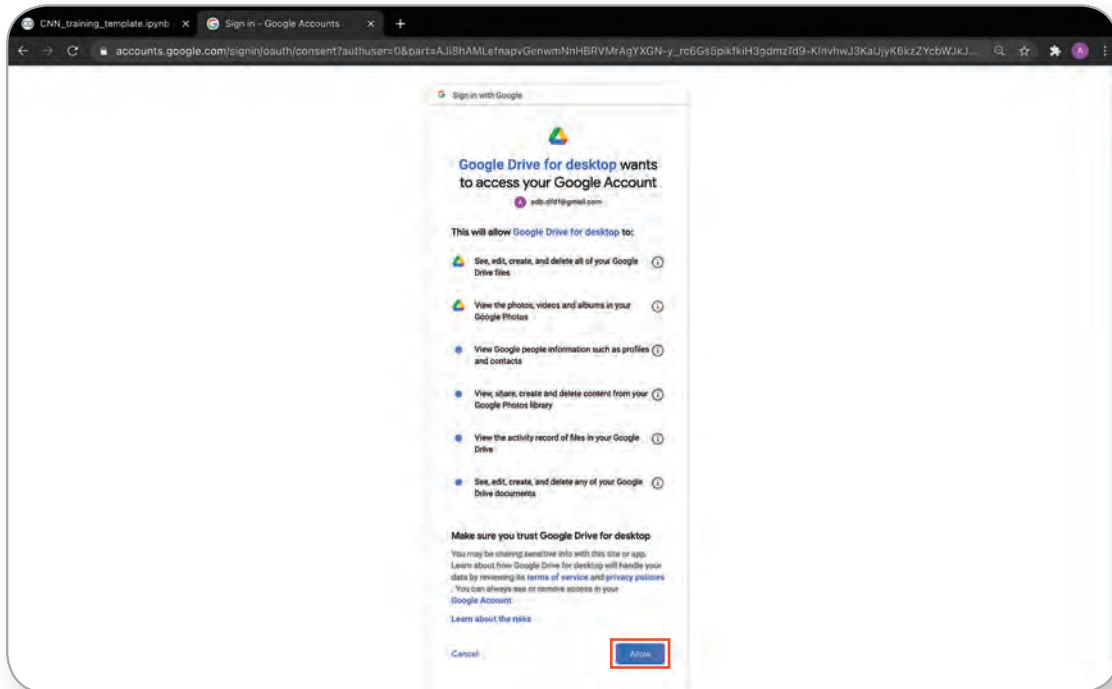 CNN_training_template.ipynb
Sign in - Google Accounts
Sign in with Google
Google Drive for desktop wants
to access your Google Account
A
This will allow Google Drive for desktop to:
See, edit, create, and delete all of your Google
Drive files
View the photos, videos and albums in your
Google Photos
View Google people information such as profiles
and contacts
View, share, create and delete content from your
Google Photos library
View the activity record of files in your Google
Drive
See, edit, create, and delete any of your Google
Drive documents
Make sure you trust Google Drive for desktop
You may be sharing sensitive info with this site or app.
Learn about how Google Drive for desktop will handle your
data by reviewing its terms of service and privacy policies
. You can always see or remove access in your
Google Account.
Learn about the risks
Cancel
Allow